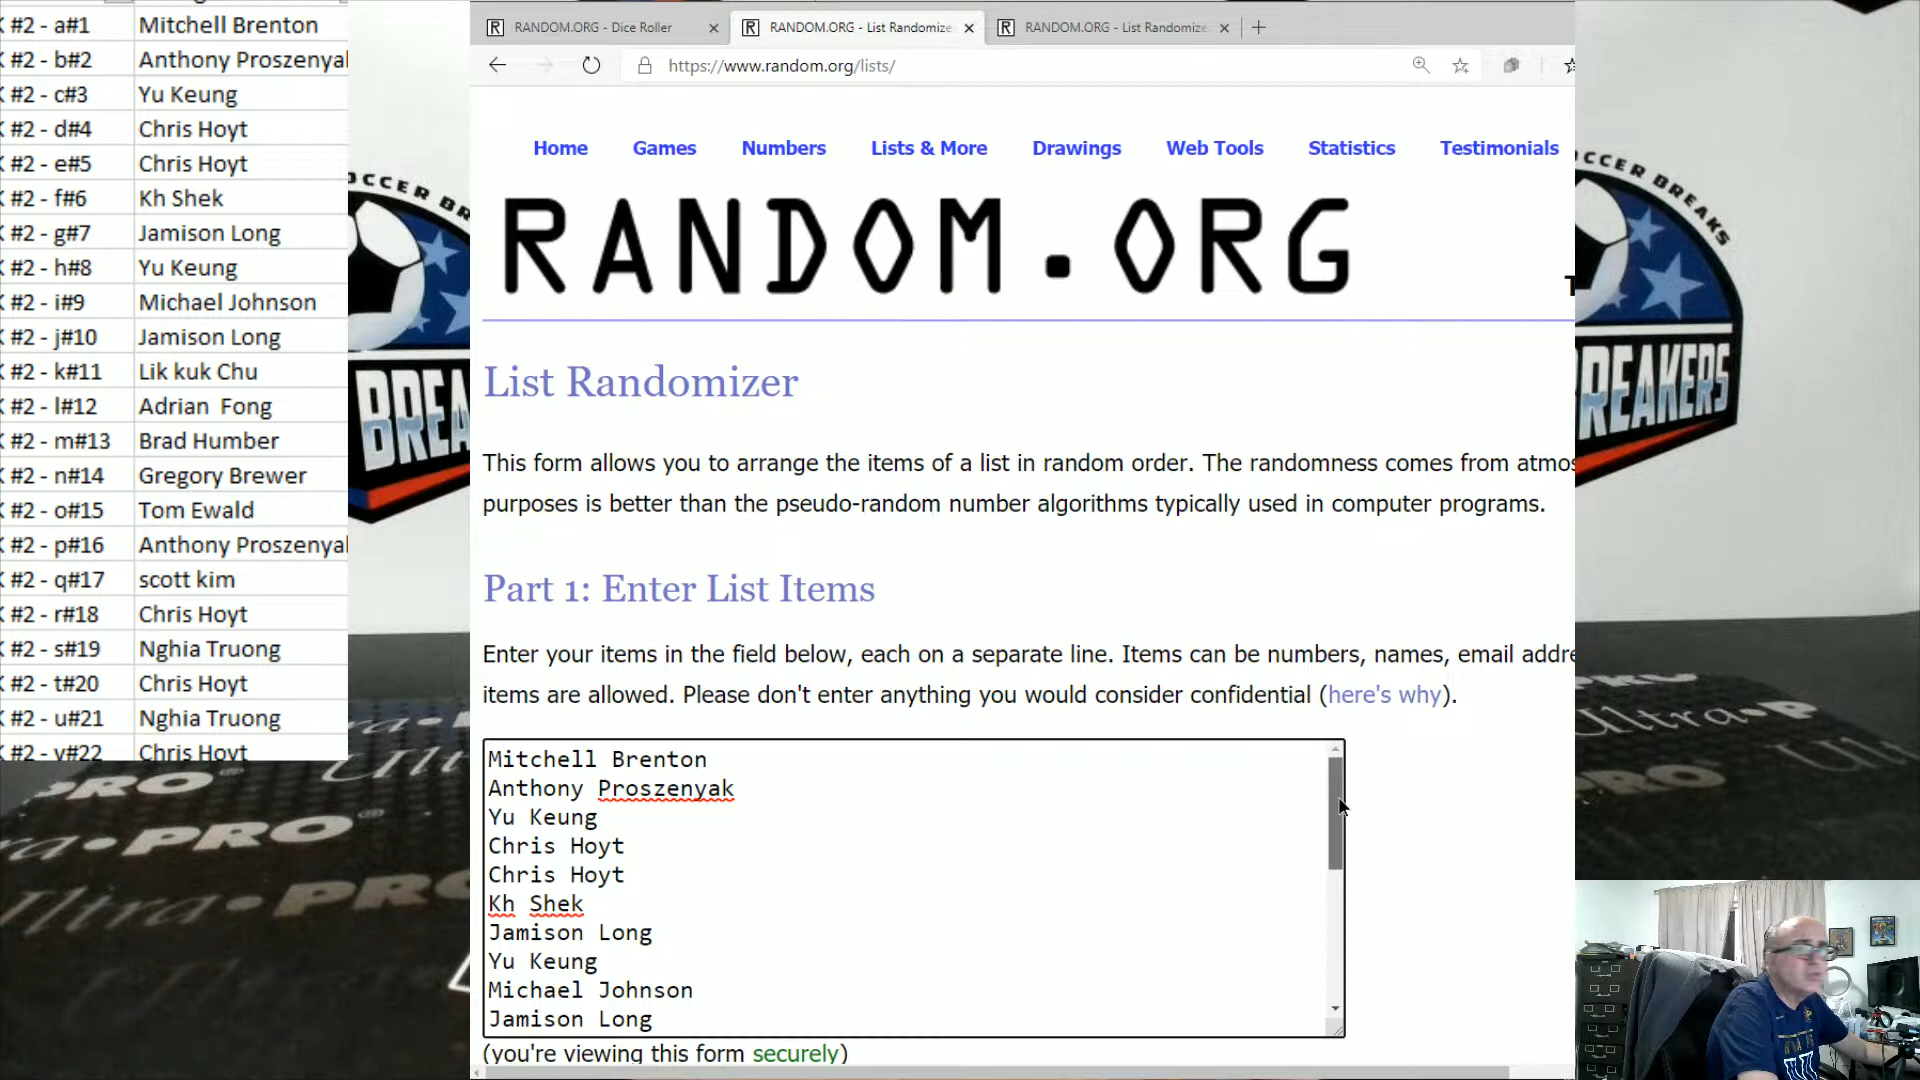 K #2 - a#1 Mitchell Brenton
K #2 - b#2 Anthony Proszenyal
K #2 - c#3 Yu Keung
K #2 - d#4 Chris Hoyt
K #2 - e#5 Chris Hoyt
K #2 - f#6 Kh Shek
K #2 - g#7 Jamison Long
K #2 - h#8 Yu Keung
K #2 - i#9 Michael Johnson
K #2 - j#10 Jamison Long
K #2 - k#11 Lik kuk Chu
K #2 - l#12 Adrian Fong
K #2 - m#13 Brad Humber
K #2 - n#14 Gregory Brewer
K #2 - o#15 Tom Ewald
K #2 - p#16 Anthony Proszenyal
K #2 - q#17 scott kim
K #2 - r#18 Chris Hoyt
K #2 - s#19 Nghia Truong
K #2 - t#20 Chris Hoyt
K #2 - u#21 Nghia Truong
K #2 - v#22 Chris Hoyt
RANDOM.ORG - Dice Roller
RANDOM.ORG - List Randomize
RANDOM.ORG - List Randomize
https://www.random.org/lists/
Home Games Numbers Lists & More Drawings Web Tools Statistics Testimonials
RANDOM.ORG
List Randomizer
This form allows you to arrange the items of a list in random order. The randomness comes from atmos
purposes is better than the pseudo-random number algorithms typically used in computer programs.
Part 1: Enter List Items
Enter your items in the field below, each on a separate line. Items can be numbers, names, email addre
items are allowed. Please don't enter anything you would consider confidential (here's why).
Mitchell Brenton
Anthony Proszenyak
Yu Keung
Chris Hoyt
Chris Hoyt
Kh Shek
Jamison Long
Yu Keung
Michael Johnson
Jamison Long
(you're viewing this form securely)
OCCER BR
BREA
OCCER BREAKS
BREAKERS
PRO
Ultra
PRO
Ultra PRO
PRO
Ultra P
PRO
Ul